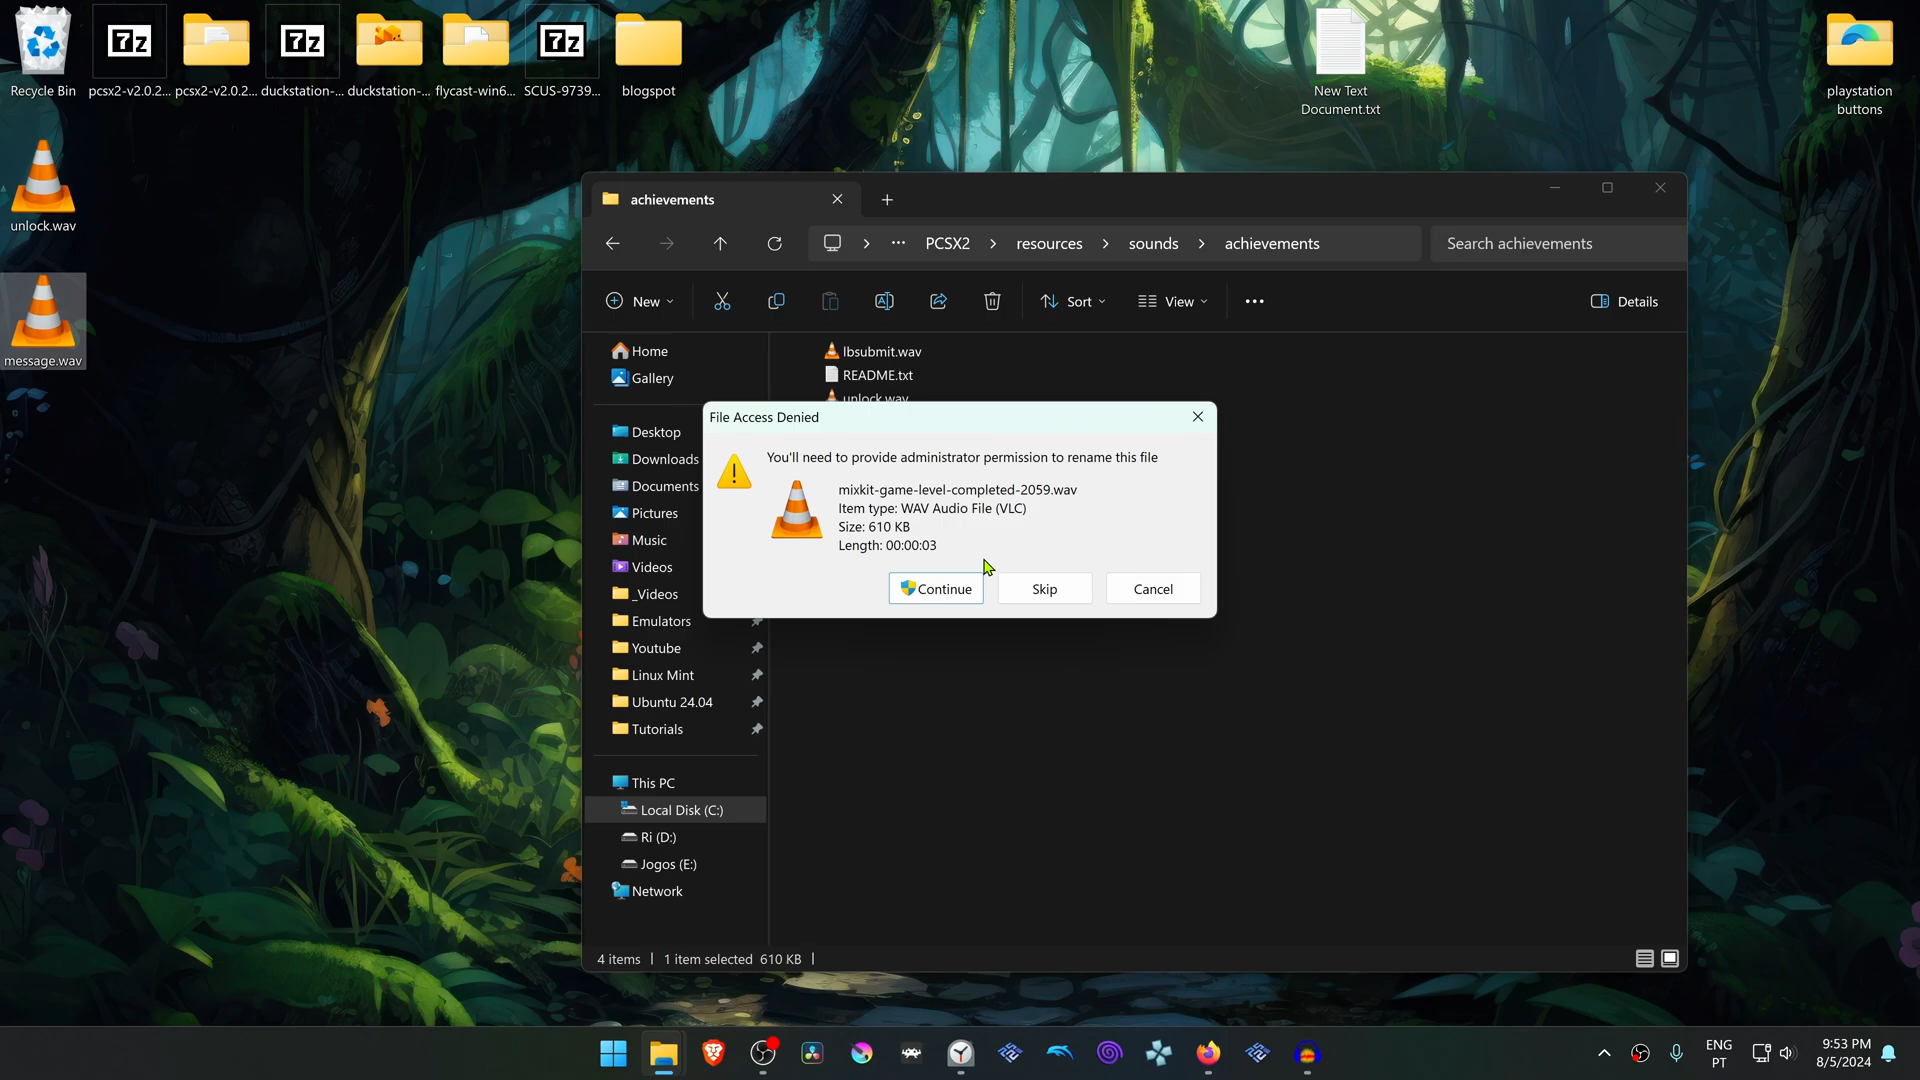 Recycle Bin
pcsx2-v2.0.2...
pcsx2-v2.0.2...
duckstation-...
duckstation-...
flycast-win6...
SCUS-9739...
blospot
New Text
Document.txt
playstation
buttons
unlock.wav
message.wav
achievements
PCSX2
resources
sounds
achievements
Search achievements
New
Sort
View
Details
Home
Gallery
Desktop
Downloads
Documents
Pictures
Music
Videos
_Videos
Emulators
Youtube
Linux Mint
Ubuntu 24.04
Tutorials
This PC
Local Disk (C:)
Ri (D:)
Jogos (E:)
Network
lbsubmit.wav
README.txt
unlock.wav
File Access Denied
You'll need to provide administrator permission to rename this file
mixkit-game-level-completed-2059.wav
Item type: WAV Audio File (VLC)
Size: 610 KB
Length: 00:00:03
Continue
Skip
Cancel
4 items
1 item selected 610 KB
ENG
PT
9:53 PM
8/5/2024